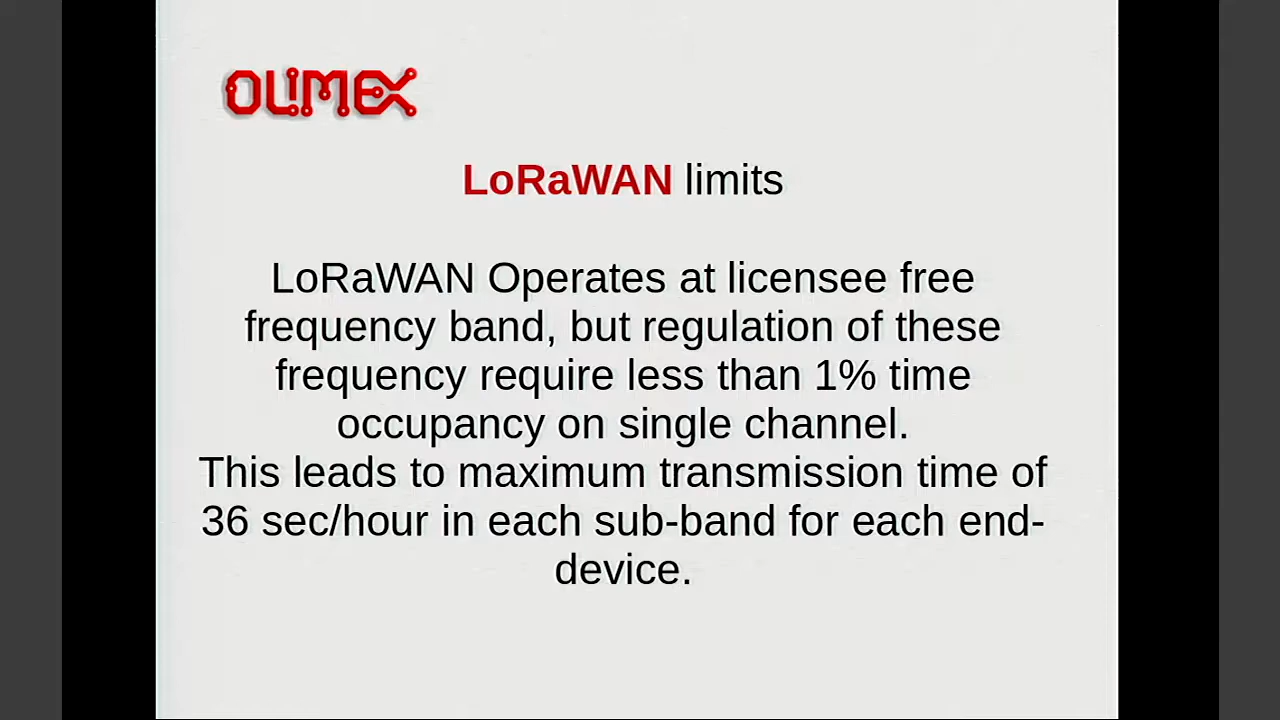 OLIMEX
LoRaWAN limits
LoRaWAN Operates at licensee free
frequency band, but regulation of these
frequency require less than 1% time
occupancy on single channel.
This leads to maximum transmission time of
36 sec/hour in each sub-band for each end-
device.